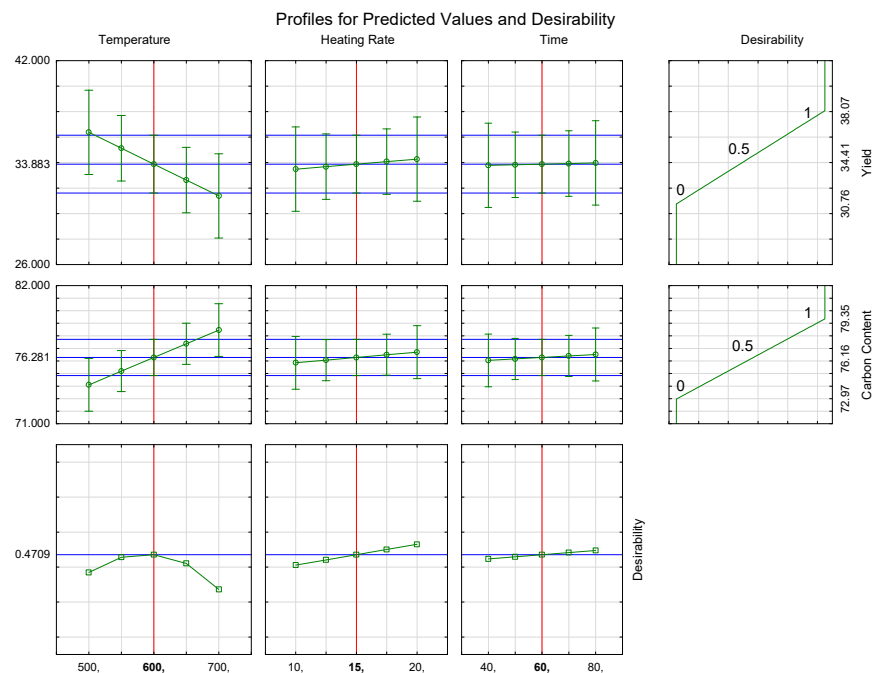 Profiles for Predicted Values and Desirability
Temperature
Heating Rate
Time
Desirability
42.000
33.883
26.000
1
0.5
0
38.07
34.41
30.76
Yield
82.000
76.281
71.000
1
0.5
0
79.35
76.16
72.97
Carbon Content
0.4709
Desirability
500, 600, 700,
10, 15, 20,
40, 60, 80,